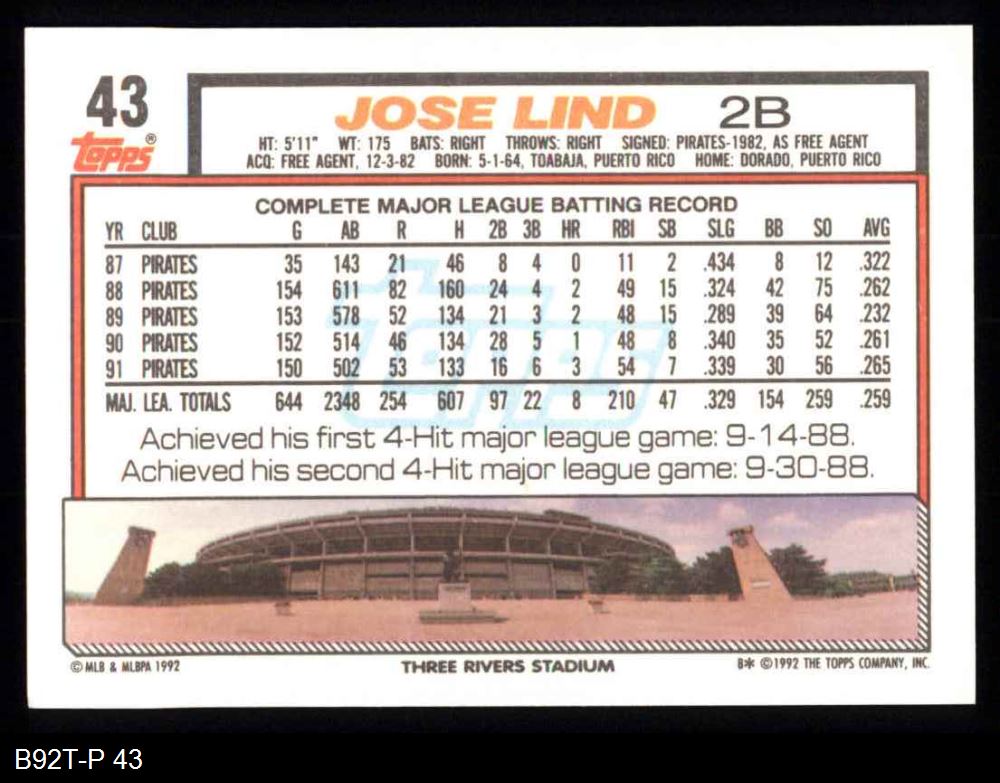 43
Topps®
JOSE LIND 2B
HT: 5'11" WT: 175 BATS: RIGHT THROWS: RIGHT SIGNED: PIRATES-1982, AS FREE AGENT
ACQ: FREE AGENT, 12-3-82 BORN: 5-1-64, TOABAJA, PUERTO RICO HOME: DORADO, PUERTO RICO
COMPLETE MAJOR LEAGUE BATTING RECORD
YR CLUB G AB R H 2B 3B HR RBI SB SLG BB SO AVG
87 PIRATES 35 143 21 46 8 4 0 11 2 .434 8 12 .322
88 PIRATES 154 611 82 160 24 4 2 49 15 .324 42 75 .262
89 PIRATES 153 578 52 134 21 3 2 48 15 .289 39 64 .232
90 PIRATES 152 514 46 134 28 5 1 48 8 .340 35 52 .261
91 PIRATES 150 502 53 133 16 6 3 54 7 .339 30 56 .265
MAJ. LEA. TOTALS 644 2348 254 607 97 22 8 210 47 .329 154 259 .259
Topps
Achieved his first 4-Hit major league game: 9-14-88.
Achieved his second 4-Hit major league game: 9-30-88.
© MLB & MLBPA 1992 THREE RIVERS STADIUM B* ©1992 THE TOPPS COMPANY, INC.
B92T-P 43